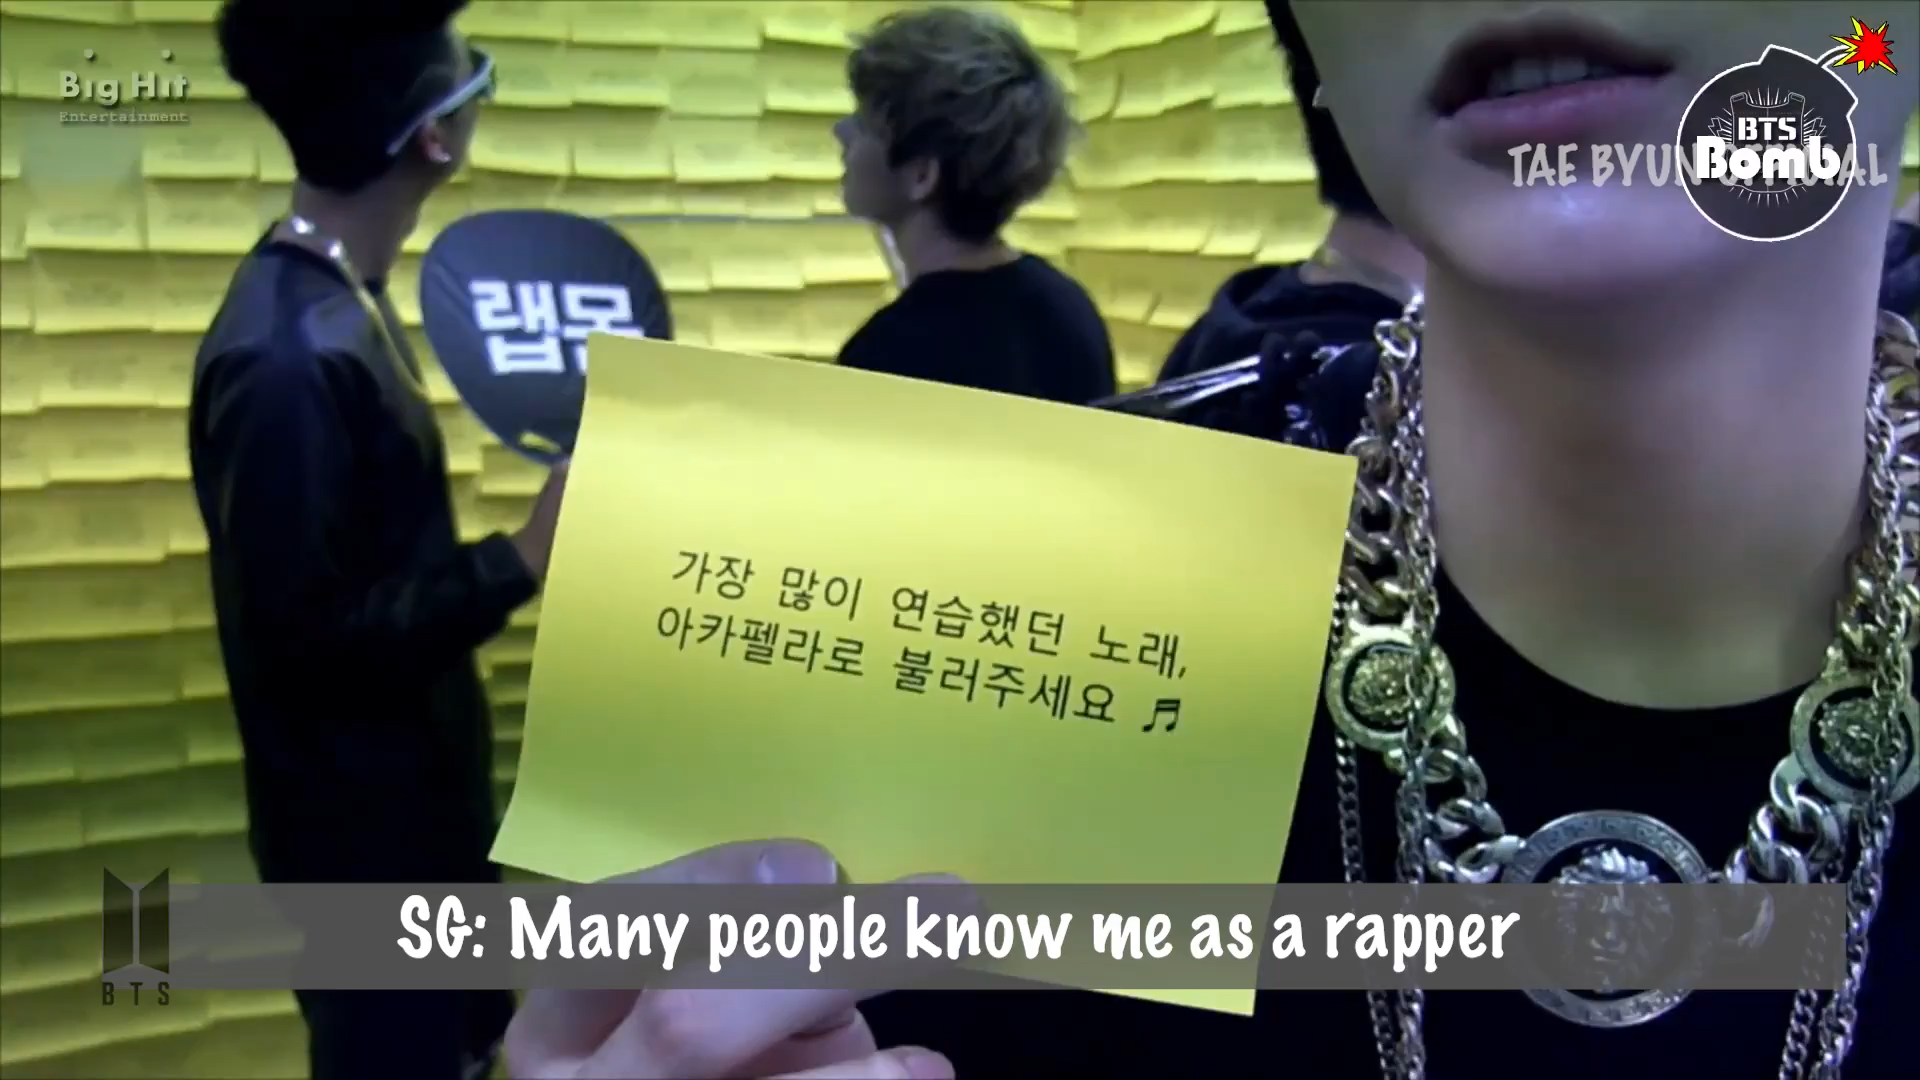 Big Hit
Entertainment
BTS
Bomb
TAE BYUN OFFICIAL
랩몬
가장 많이 연습했던 노래,
아카펠라로 불러주세요 ♬
SG: Many people know me as a rapper
BTS